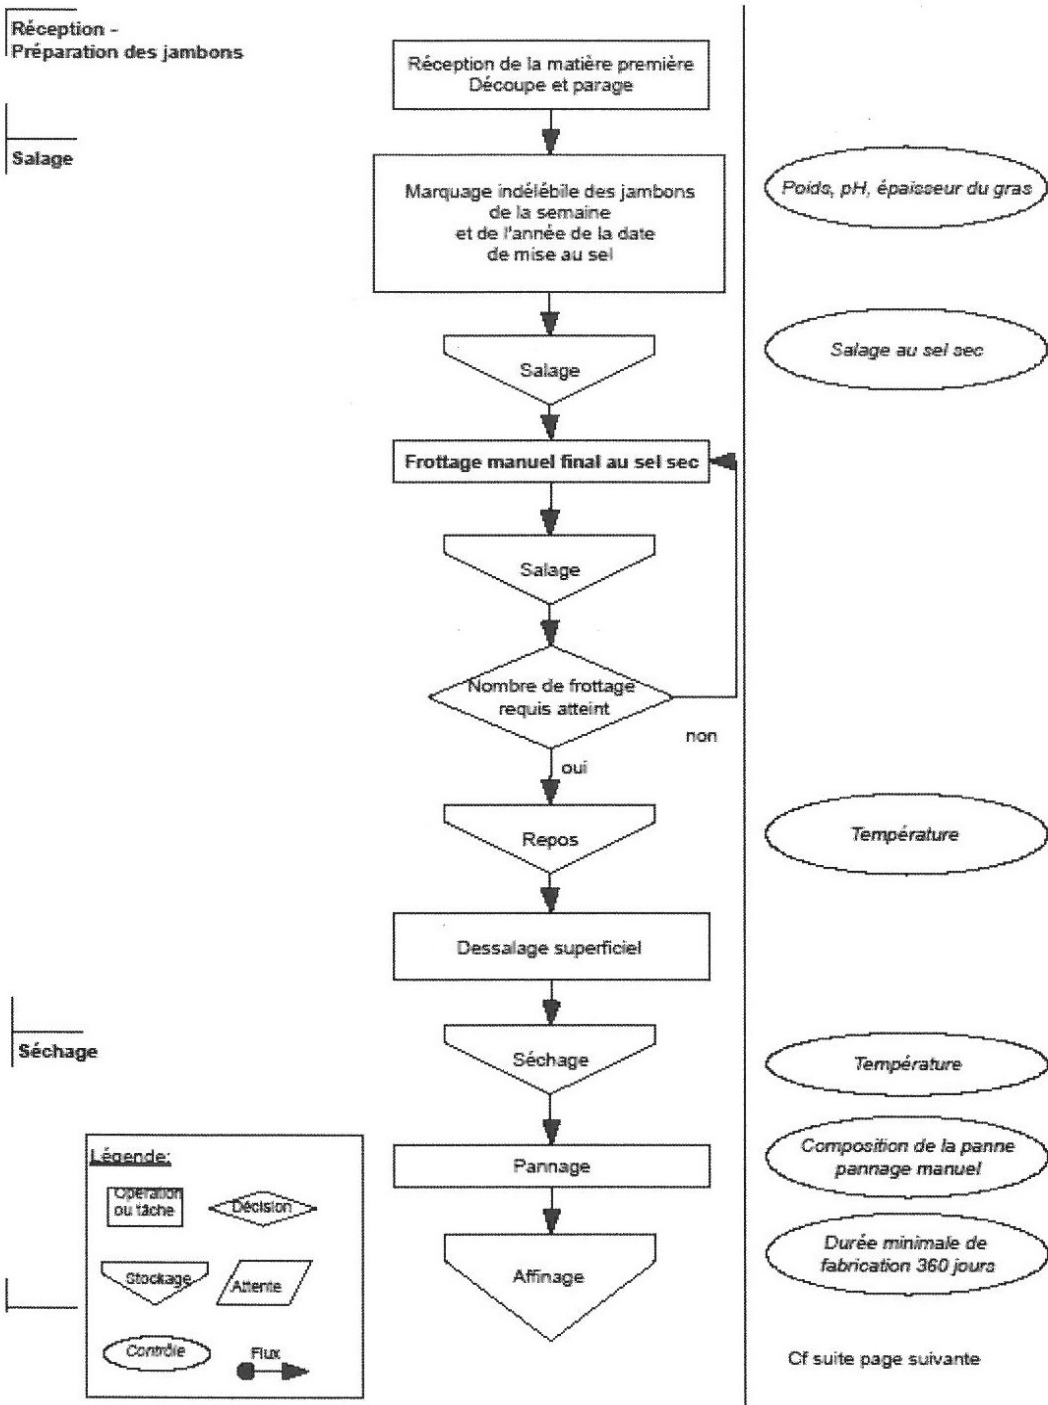 Réception -
Préparation des jambons
Réception de la matière première
Découpe et parage
Salage
Marquage indélébile des jambons
de la semaine
et de l'année de la date
de mise au sel
Poids, pH, épaisseur du gras
Salage
Salage au sel sec
Frottage manuel final au sel sec
Salage
Nombre de frottage
requis atteint
non
oui
Repos
Température
Dessalage superficiel
Séchage
Séchage
Température
Pannage
Composition de la panne
pannage manuel
Affinage
Durée minimale de
fabrication 360 jours
Légende:
Opération
ou tâche
Décision
Stockage
Attente
Contrôle
Flux
Cf suite page suivante